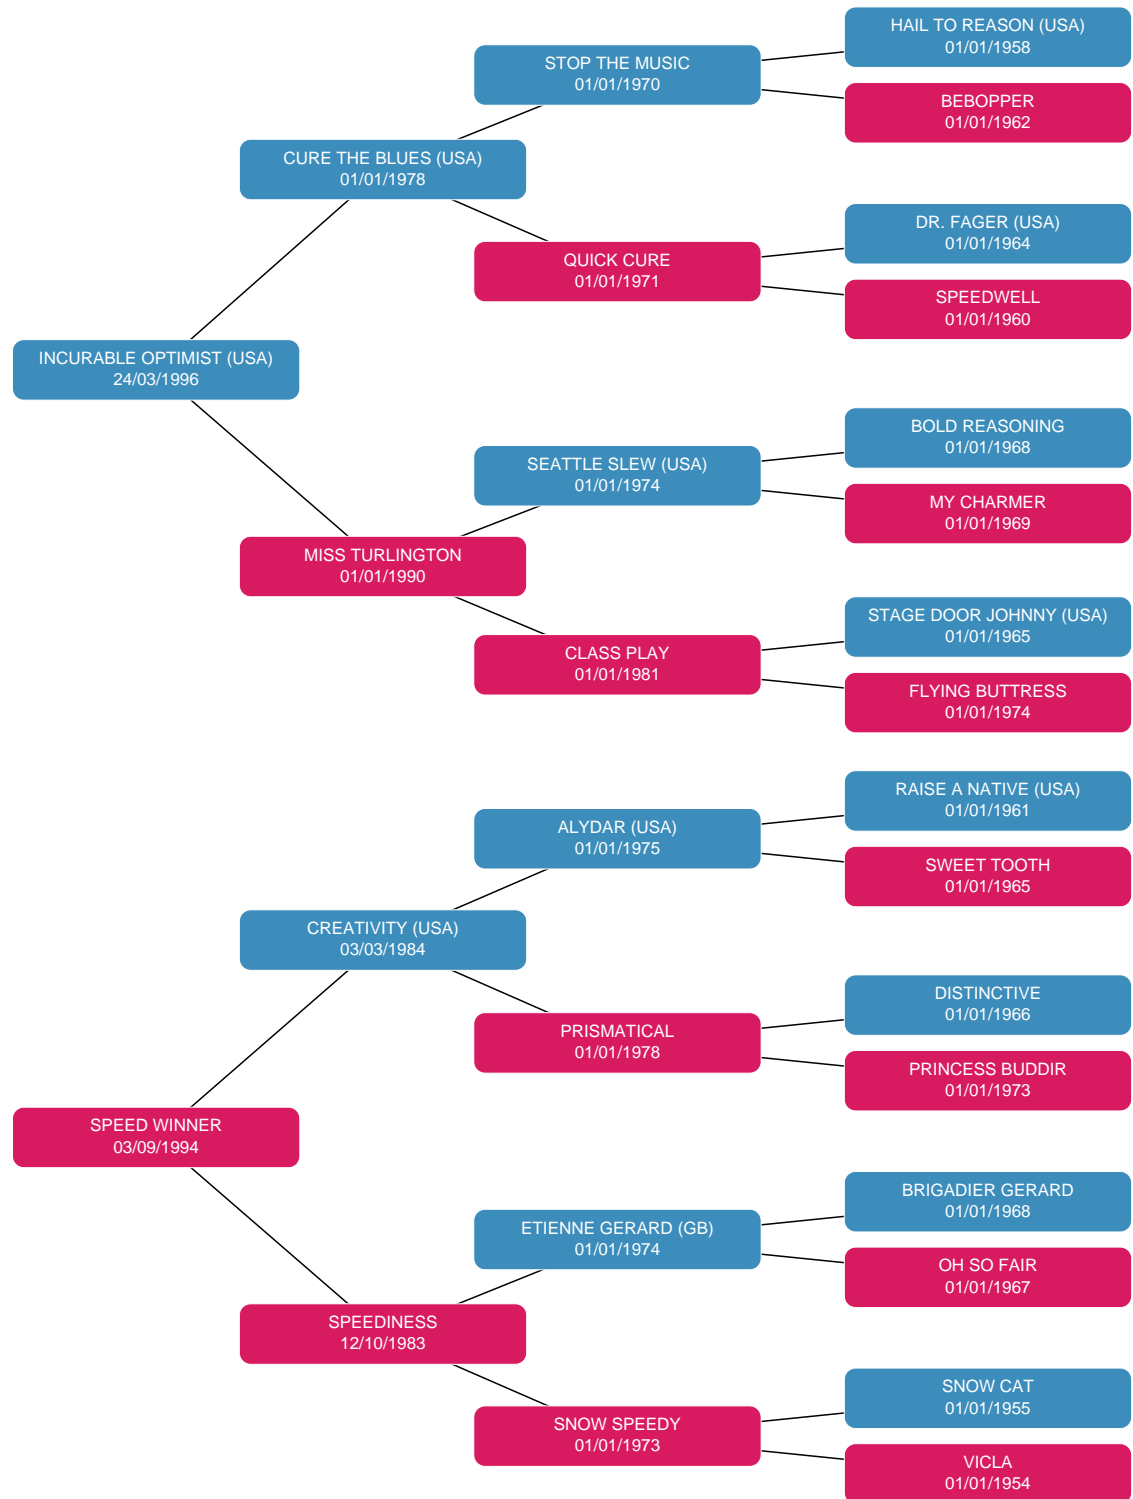 HAIL TO REASON (USA)
01/01/1958
STOP THE MUSIC
01/01/1970
BEBOPPER
01/01/1962
CURE THE BLUES (USA)
01/01/1978
DR. FAGER (USA)
01/01/1964
QUICK CURE
01/01/1971
SPEEDWELL
01/01/1960
INCURABLE OPTIMIST (USA)
24/03/1996
BOLD REASONING
01/01/1968
SEATTLE SLEW (USA)
01/01/1974
MY CHARMER
01/01/1969
MISS TURLINGTON
01/01/1990
STAGE DOOR JOHNNY (USA)
01/01/1965
CLASS PLAY
01/01/1981
FLYING BUTTRESS
01/01/1974
RAISE A NATIVE (USA)
01/01/1961
ALYDAR (USA)
01/01/1975
SWEET TOOTH
01/01/1965
CREATIVITY (USA)
03/03/1984
DISTINCTIVE
01/01/1966
PRISMATICAL
01/01/1978
PRINCESS BUDDIR
01/01/1973
SPEED WINNER
03/09/1994
BRIGADIER GERARD
01/01/1968
ETIENNE GERARD (GB)
01/01/1974
OH SO FAIR
01/01/1967
SPEEDINESS
12/10/1983
SNOW CAT
01/01/1955
SNOW SPEEDY
01/01/1973
VICLA
01/01/1954